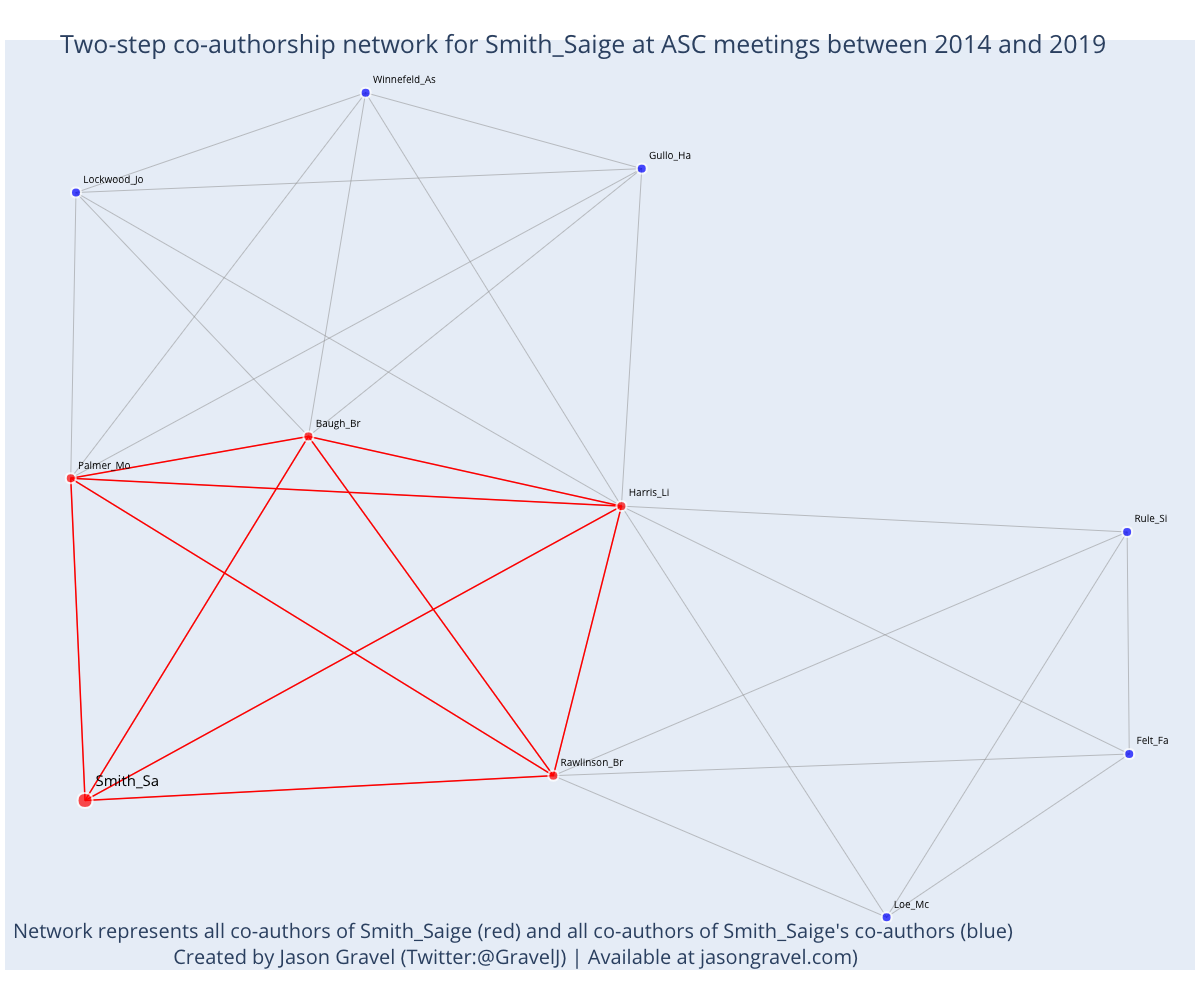 Two-step co-authorship network for Smith_Saige at ASC meetings between 2014 and 2019
Winnefeld_As
Gullo_Ha
Lockwood_Jo
Baugh_Br
Palmer_Mo
Harris_Li
Rule_Si
Felt_Fa
Rawlinson_Br
Smith_Sa
Loe_Mc
Network represents all co-authors of Smith_Saige (red) and all co-authors of Smith_Saige's co-authors (blue)
Created by Jason Gravel (Twitter:@GravelJ) | Available at jasongravel.com)